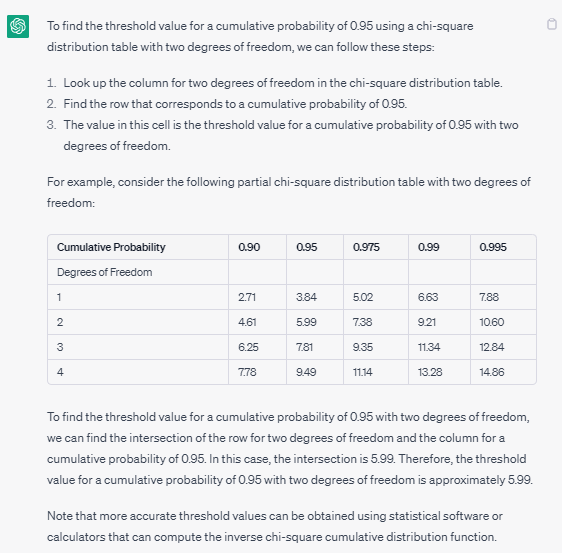 To find the threshold value for a cumulative probability of 0.95 using a chi-square
distribution table with two degrees of freedom, we can follow these steps:
1. Look up the column for two degrees of freedom in the chi-square distribution table.
2. Find the row that corresponds to a cumulative probability of 0.95.
3. The value in this cell is the threshold value for a cumulative probability of 0.95 with two
degrees of freedom.
For example, consider the following partial chi-square distribution table with two degrees of
freedom:
Cumulative Probability 0.90 0.95 0.975 0.99 0.995
Degrees of Freedom
1 2.71 3.84 5.02 6.63 7.88
2 4.61 5.99 7.38 9.21 10.60
3 6.25 7.81 9.35 11.34 12.84
4 7.78 9.49 11.14 13.28 14.86
To find the threshold value for a cumulative probability of 0.95 with two degrees of freedom,
we can find the intersection of the row for two degrees of freedom and the column for a
cumulative probability of 0.95. In this case, the intersection is 5.99. Therefore, the threshold
value for a cumulative probability of 0.95 with two degrees of freedom is approximately 5.99.
Note that more accurate threshold values can be obtained using statistical software or
calculators that can compute the inverse chi-square cumulative distribution function.